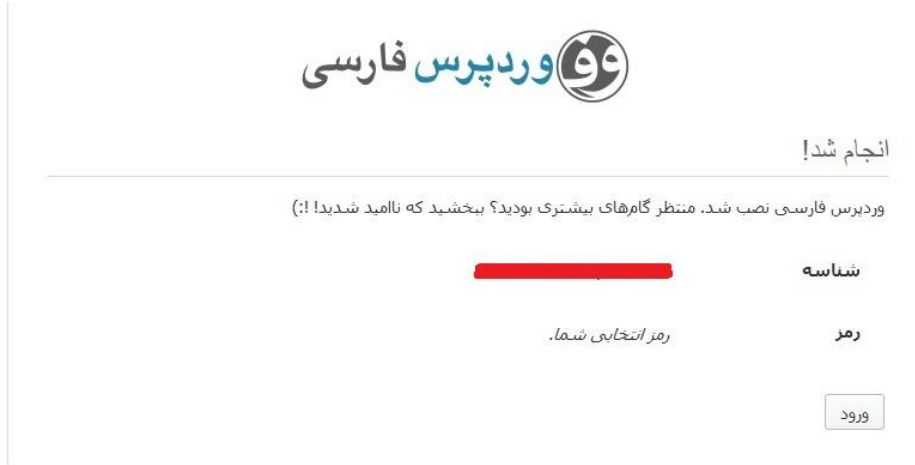 وردپرس فارسی
انجام شد!
وردپرس فارسی نصب شد. منتظر گام‌های بیشتری بودید؟ ببخشید که ناامید شدید! !:)
شناسه
رمز    رمز انتخابی شما.
ورود